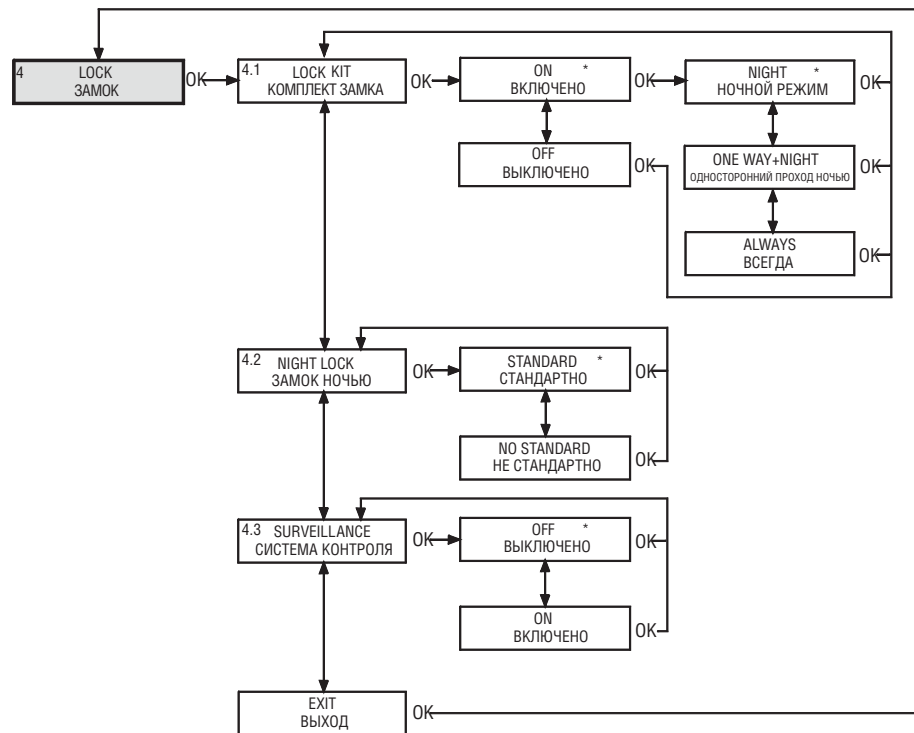 4 LOCK
ЗАМОК
OK
4.1 LOCK KIT
КОМПЛЕКТ ЗАМКА
OK
ON *
ВКЛЮЧЕНО
OK
NIGHT *
НОЧНОЙ РЕЖИМ
OK
OFF
ВЫКЛЮЧЕНО
OK
ONE WAY+NIGHT
ОДНОСТОРОННИЙ ПРОХОД НОЧЬЮ
OK
ALWAYS
ВСЕГДА
OK
4.2 NIGHT LOCK
ЗАМОК НОЧЬЮ
OK
STANDARD *
СТАНДАРТНО
OK
NO STANDARD
НЕ СТАНДАРТНО
OK
4.3 SURVEILLANCE
СИСТЕМА КОНТРОЛЯ
OK
OFF *
ВЫКЛЮЧЕНО
OK
ON
ВКЛЮЧЕНО
OK
EXIT
ВЫХОД
OK